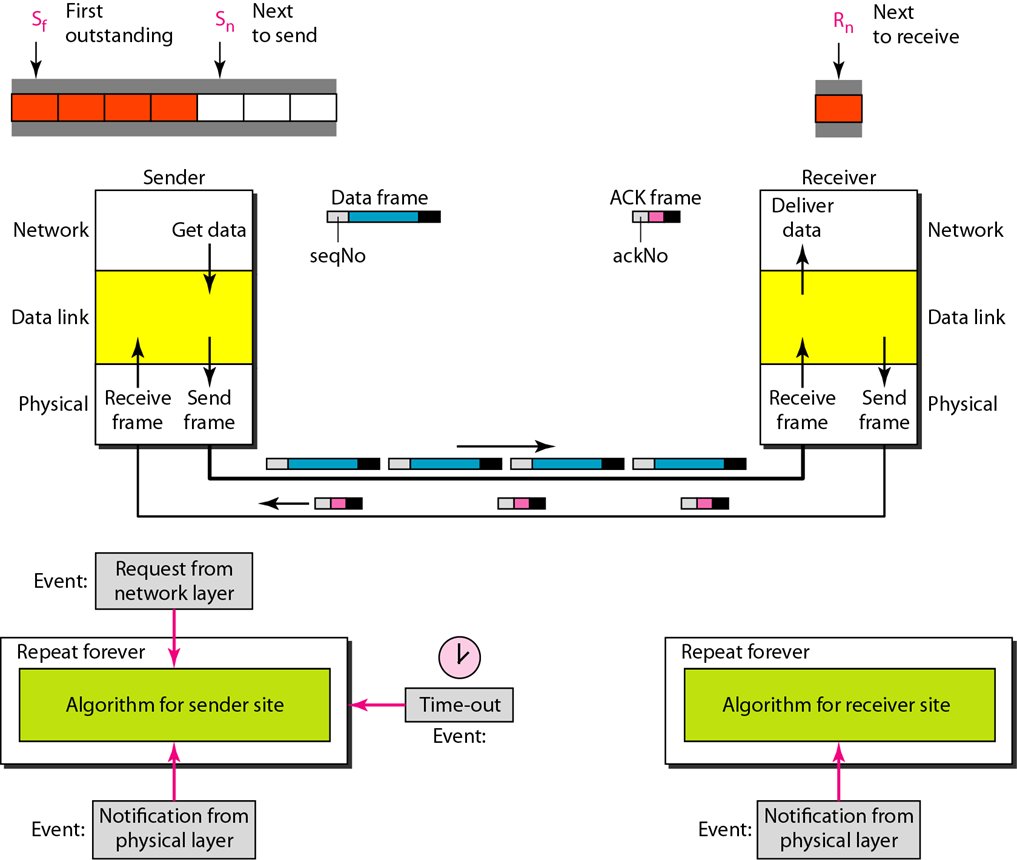 Sf First
outstanding
Sn Next
to send
Rn Next
to receive
Sender
Data frame
ACK frame
Receiver
Network
Get data
seqNo
ackNo
Deliver
data
Network
Data link
Data link
Physical
Receive
frame
Send
frame
Receive
frame
Send
frame
Physical
Event:
Request from
network layer
Repeat forever
Algorithm for sender site
Time-out
Event:
Event:
Notification from
physical layer
Repeat forever
Algorithm for receiver site
Event:
Notification from
physical layer